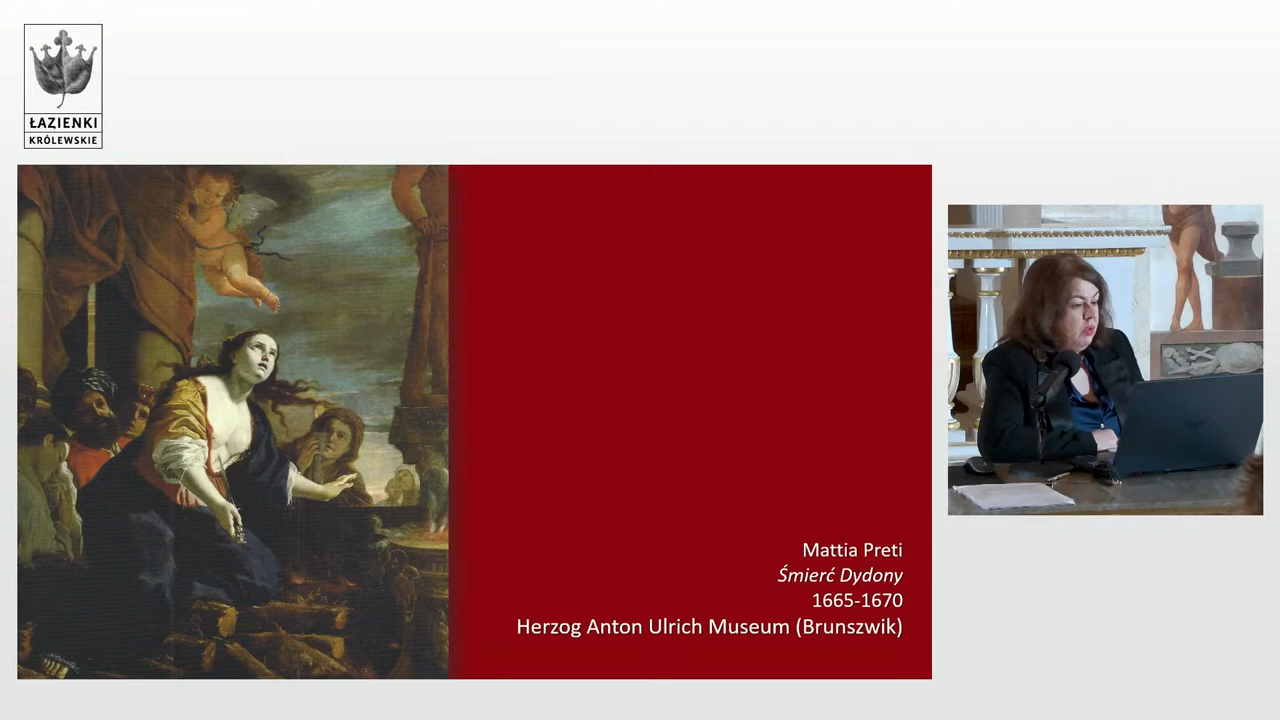 ŁAZIENKI
KRÓLEWSKIE
Mattia Preti
Śmierć Dydony
1665-1670
Herzog Anton Ulrich Museum (Brunszwik)